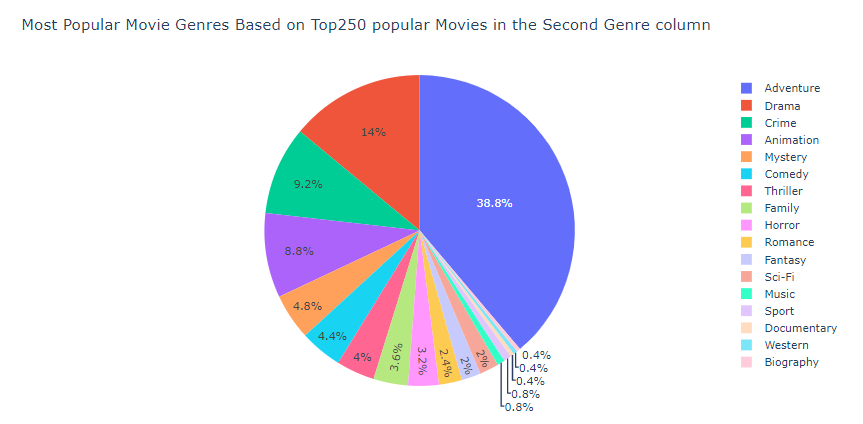 Most Popular Movie Genres Based on Top250 popular Movies in the Second Genre column
38.8%
14%
9.2%
8.8%
4.8%
4.4%
4%
3.6%
3.2%
2.4%
2%
2%
0.4%
0.4%
0.4%
0.8%
0.8%
Adventure
Drama
Crime
Animation
Mystery
Comedy
Thriller
Family
Horror
Romance
Fantasy
Sci-Fi
Music
Sport
Documentary
Western
Biography